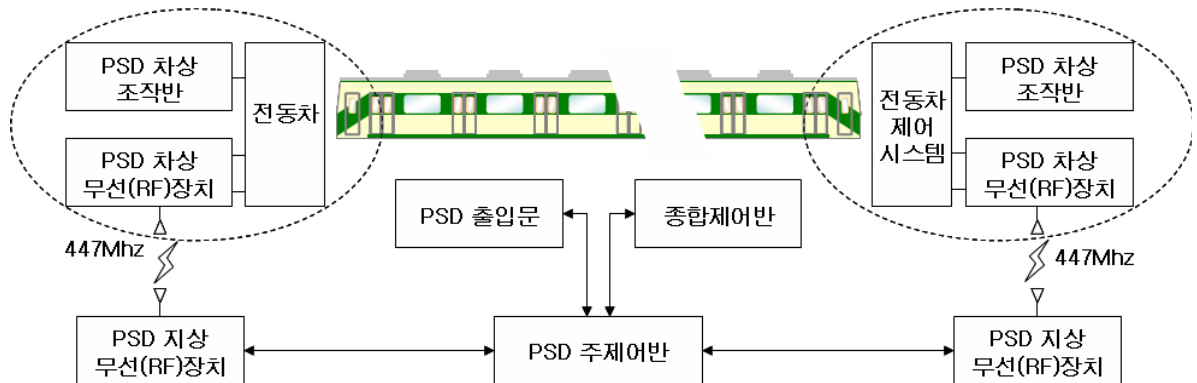 PSD 차상
조작반
전동차
PSD 차상
무선(RF)장치
447Mhz
PSD 지상
무선(RF)장치
PSD 출입문
종합제어반
PSD 주제어반
전동차
제어
시스템
PSD 차상
조작반
PSD 차상
무선(RF)장치
447Mhz
PSD 지상
무선(RF)장치